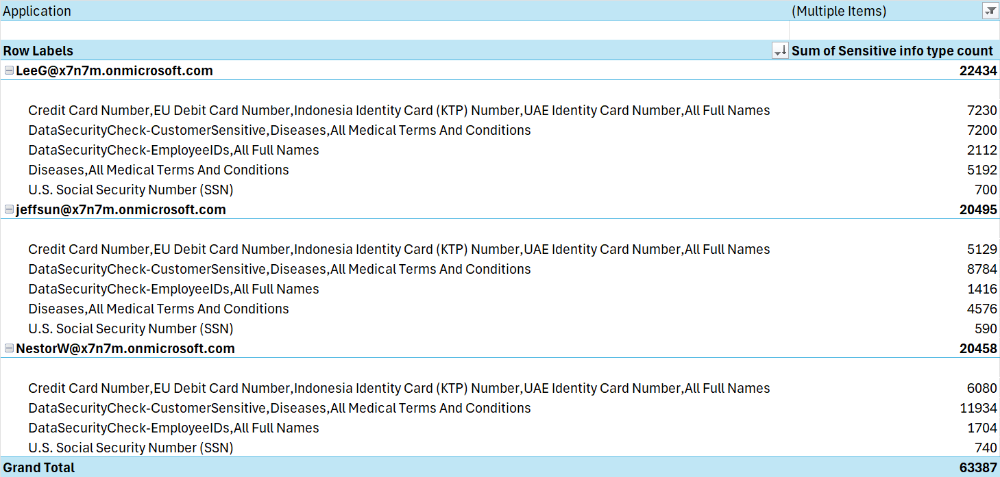 Application (Multiple Items)
Row Labels Sum of Sensitive info type count
LeeG@x7n7m.onmicrosoft.com 22434
Credit Card Number,EU Debit Card Number,Indonesia Identity Card (KTP) Number,UAE Identity Card Number,All Full Names 7230
DataSecurityCheck-CustomerSensitive,Diseases,All Medical Terms And Conditions 7200
DataSecurityCheck-EmployeeIDs,All Full Names 2112
Diseases,All Medical Terms And Conditions 5192
U.S. Social Security Number (SSN) 700
jeffsun@x7n7m.onmicrosoft.com 20495
Credit Card Number,EU Debit Card Number,Indonesia Identity Card (KTP) Number,UAE Identity Card Number,All Full Names 5129
DataSecurityCheck-CustomerSensitive,Diseases,All Medical Terms And Conditions 8784
DataSecurityCheck-EmployeeIDs,All Full Names 1416
Diseases,All Medical Terms And Conditions 4576
U.S. Social Security Number (SSN) 590
NestorW@x7n7m.onmicrosoft.com 20458
Credit Card Number,EU Debit Card Number,Indonesia Identity Card (KTP) Number,UAE Identity Card Number,All Full Names 6080
DataSecurityCheck-CustomerSensitive,Diseases,All Medical Terms And Conditions 11934
DataSecurityCheck-EmployeeIDs,All Full Names 1704
U.S. Social Security Number (SSN) 740
Grand Total 63387